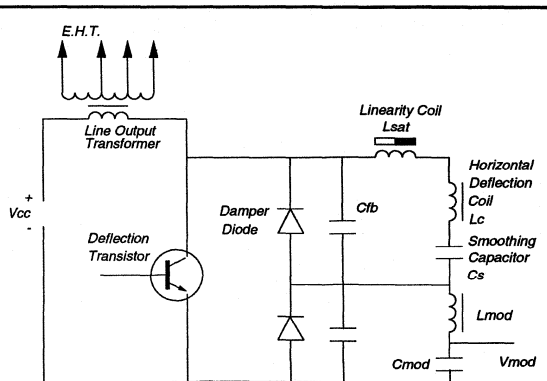 E.H.T.
Line Output
Transformer
Linearity Coil
Lsat
Horizontal
Deflection
Coil
Lc
+
Vcc
-
Damper
Diode
Cfb
Smoothing
Capacitor
Cs
Deflection
Transistor
Lmod
Cmod
Vmod